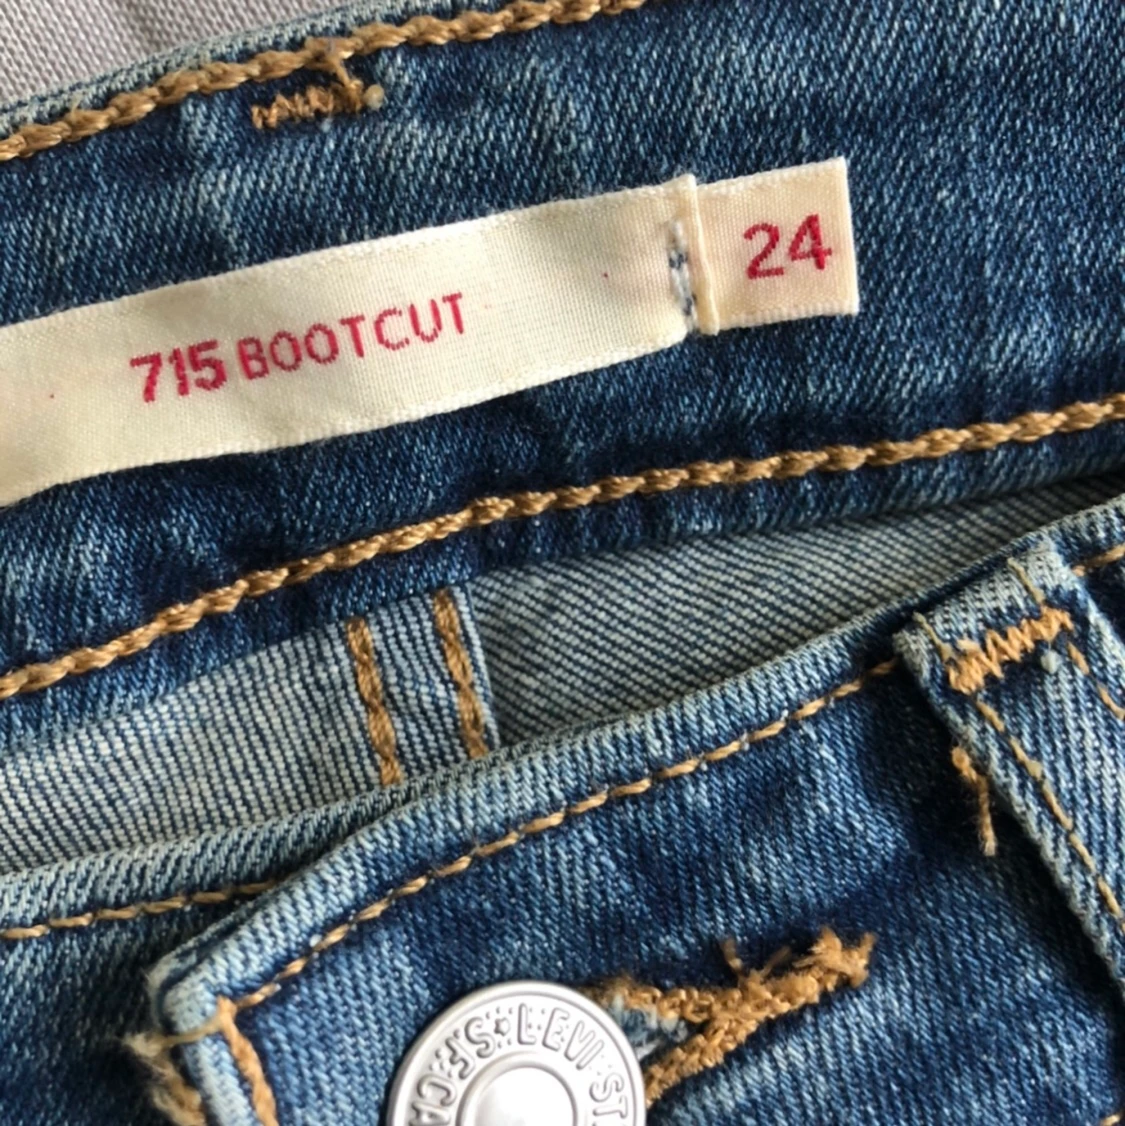 715 BOOTCUT
24
S.F.CA★LEVI ST